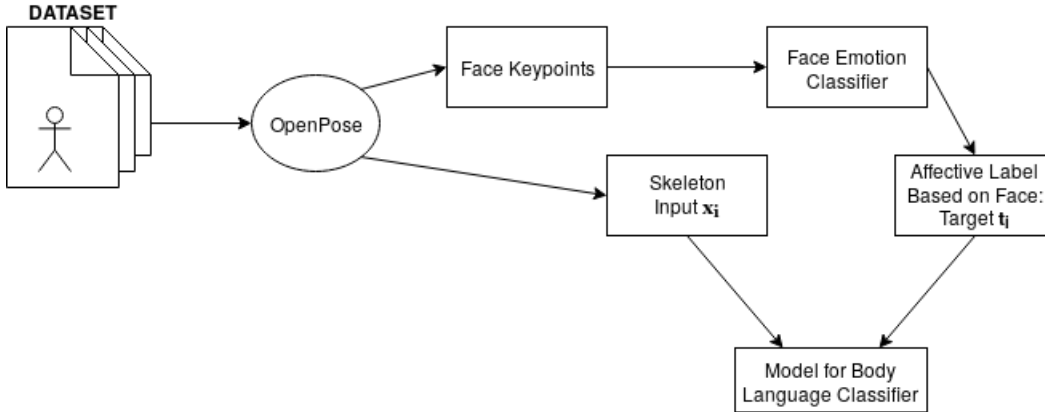 DATASET
OpenPose
Face Keypoints
Face Emotion
Classifier
Skeleton
Input xᵢ
Affective Label
Based on Face:
Target tᵢ
Model for Body
Language Classifier